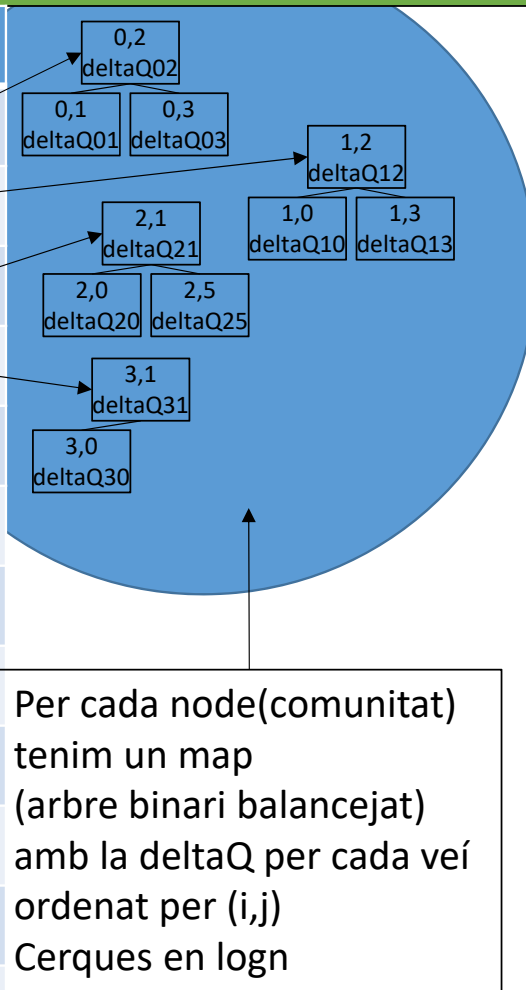 0,2
deltaQ02
0,1
deltaQ01
0,3
deltaQ03
1,2
deltaQ12
1,0
deltaQ10
1,3
deltaQ13
2,1
deltaQ21
2,0
deltaQ20
2,5
deltaQ25
3,1
deltaQ31
3,0
deltaQ30
Per cada node(comunitat)
tenim un map
(arbre binari balancejat)
amb la deltaQ per cada veí
ordenat per (i,j)
Cerques en logn